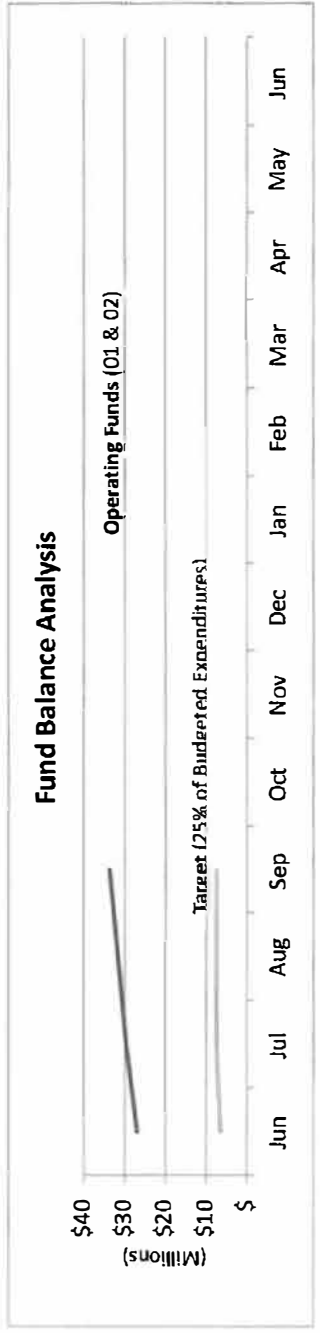 Fund Balance Analysis
$40
$30
$20
$10
$
(Millions)
Operating Funds (01 & 02)
Target (25% of Budgeted Expenditures)
Jun Jul Aug Sep Oct Nov Dec Jan Feb Mar Apr May Jun